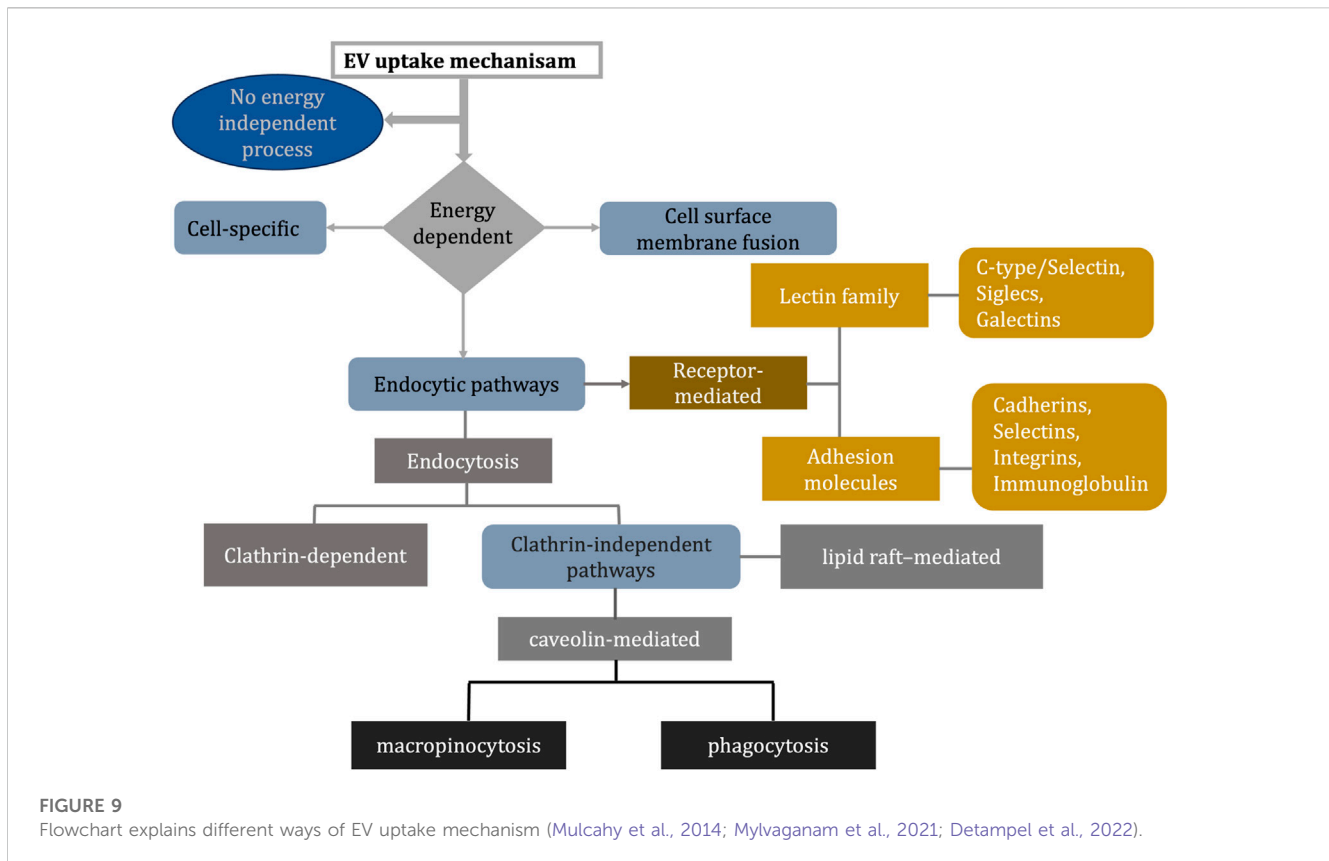 EV uptake mechanisam
No energy
independent
process
Cell-specific
Energy
dependent
Cell surface
membrane fusion
Lectin family
C-type/Selectin,
Siglecs,
Galectins
Endocytic pathways
Receptor-
mediated
Adhesion
molecules
Cadherins,
Selectins,
Integrins,
Immunoglobulin
Endocytosis
Clathrin-dependent
Clathrin-independent
pathways
lipid raft–mediated
caveolin-mediated
macropinocytosis
phagocytosis
FIGURE 9
Flowchart explains different ways of EV uptake mechanism (Mulcahy et al., 2014; Mylvaganam et al., 2021; Detampel et al., 2022).